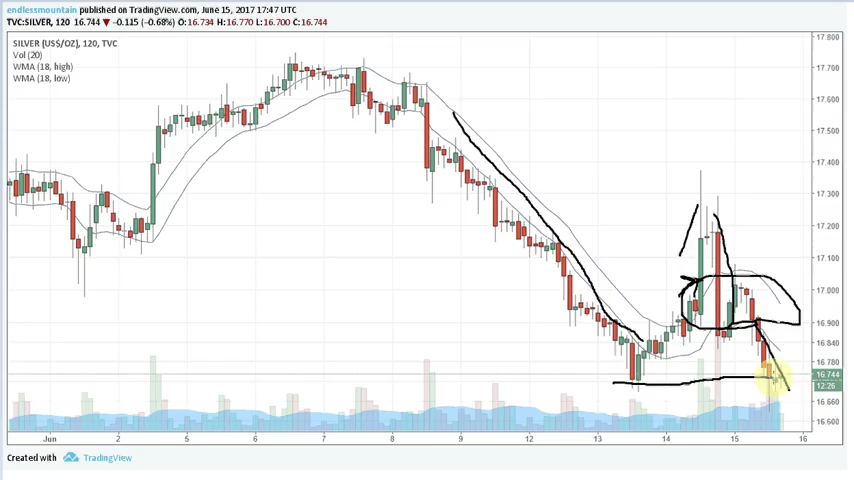 endlessmountain published on TradingView.com, June 15, 2017 17:47 UTC
TVC:SILVER, 120 16.744 ▼ -0.115 (-0.68%) O:16.734 H:16.770 L:16.700 C:16.744
SILVER (US$/OZ), 120, TVC
Vol (20)
WMA (18, high)
WMA (18, low)
17.800
17.700
17.600
17.500
17.400
17.300
17.200
17.100
17.000
16.900
16.840
16.780
16.744
12:26
16.660
16.600
Jun 2 5 6 7 8 9 12 13 14 15 16
Created with TradingView